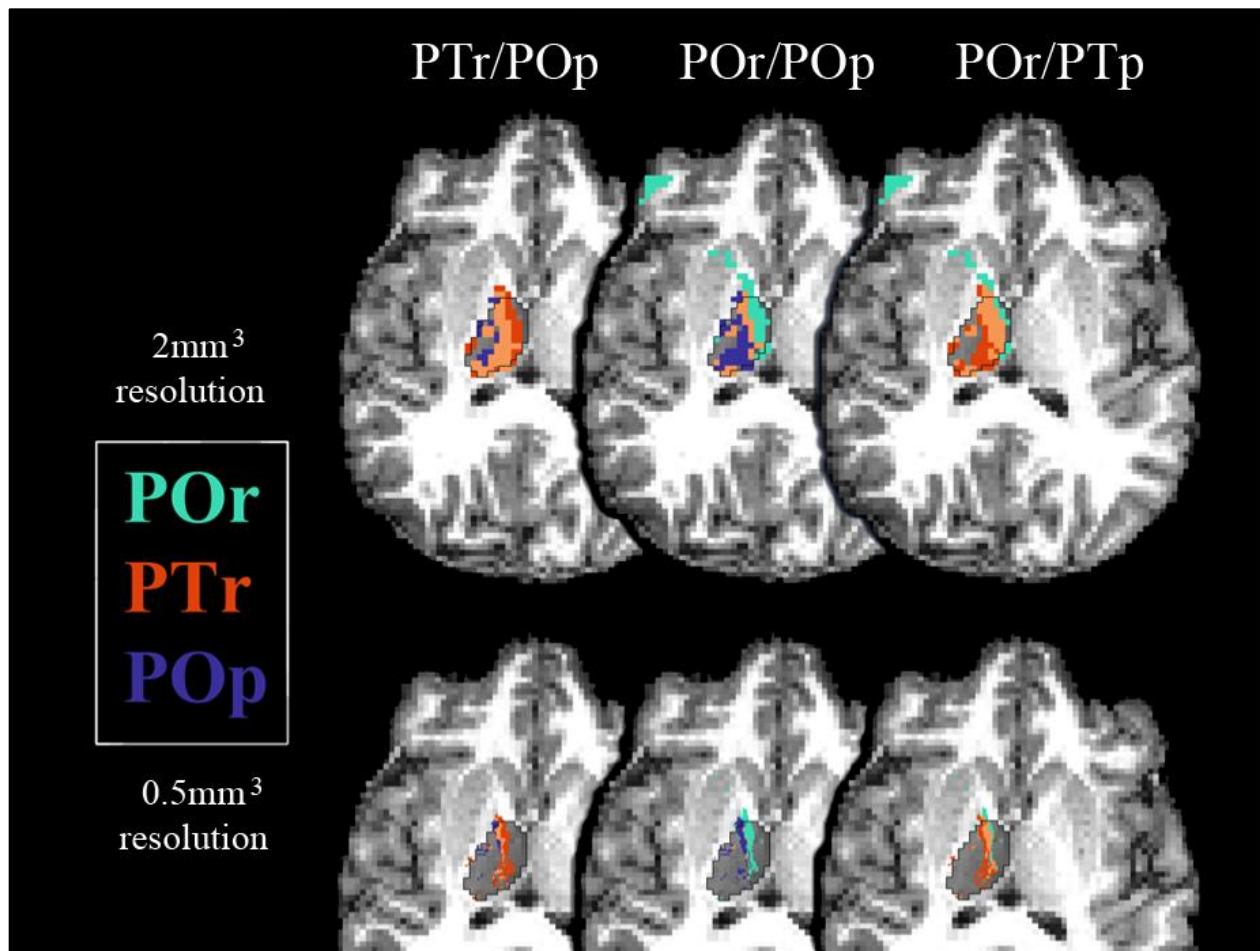 PTr/POp POr/POp POr/PTp
2mm³
resolution
POr
PTr
POp
0.5mm³
resolution